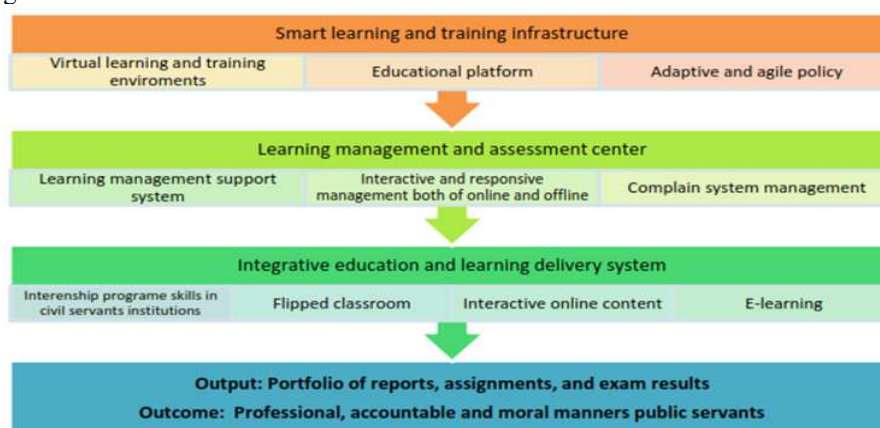 Smart learning and training infrastructure
Virtual learning and training
enviroments
Educational platform
Adaptive and agile policy
Learning management and assessment center
Learning management support
system
Interactive and responsive
management both of online and offline
Complain system management
Integrative education and learning delivery system
Interenship programe skills in
civil servants institutions
Flipped classroom
Interactive online content
E-learning
Output: Portfolio of reports, assignments, and exam results
Outcome: Professional, accountable and moral manners public servants